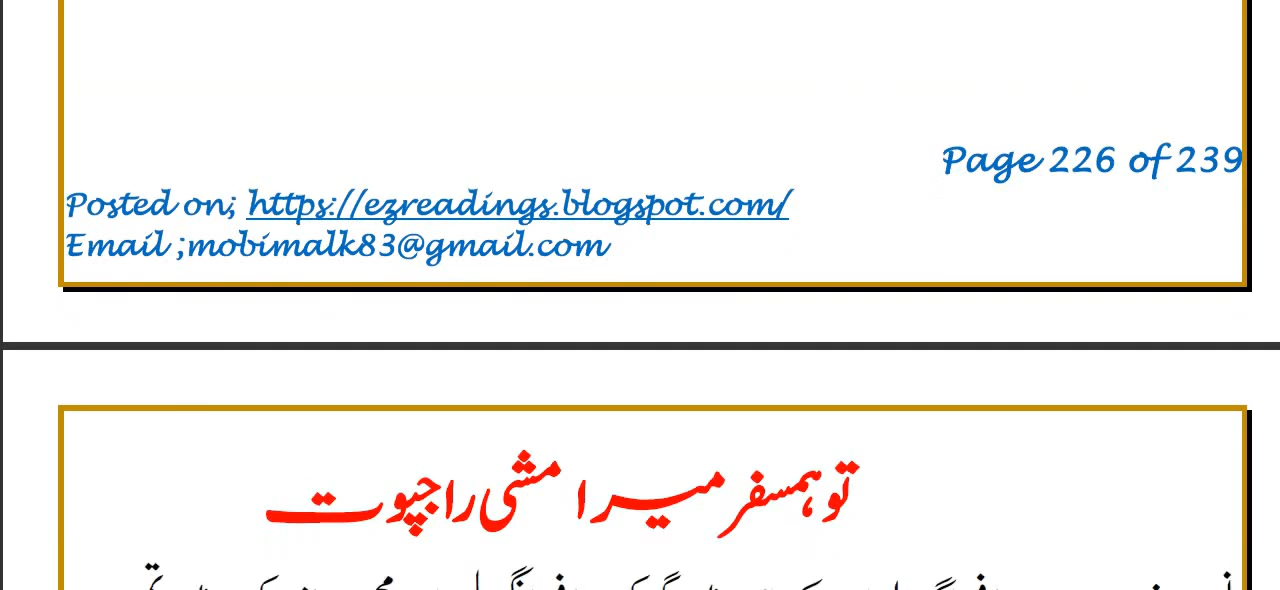 Page 226 of 239
Posted on; https://ezreadings.blogspot.com/
Email ;mobimalk83@gmail.com
تو ہمسفر میرا مشی راجپوت